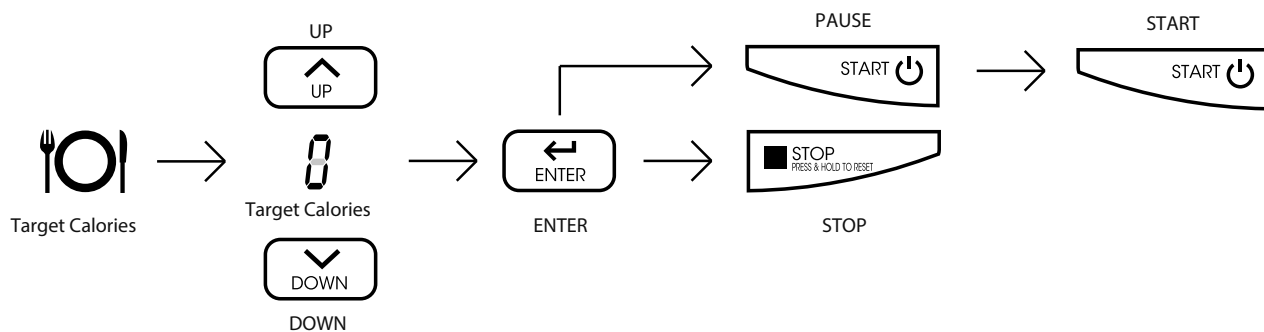 UP
UP
Target Calories
0
Target Calories
DOWN
DOWN
ENTER
ENTER
PAUSE
START
STOP
PRESS & HOLD TO RESET
STOP
START
START